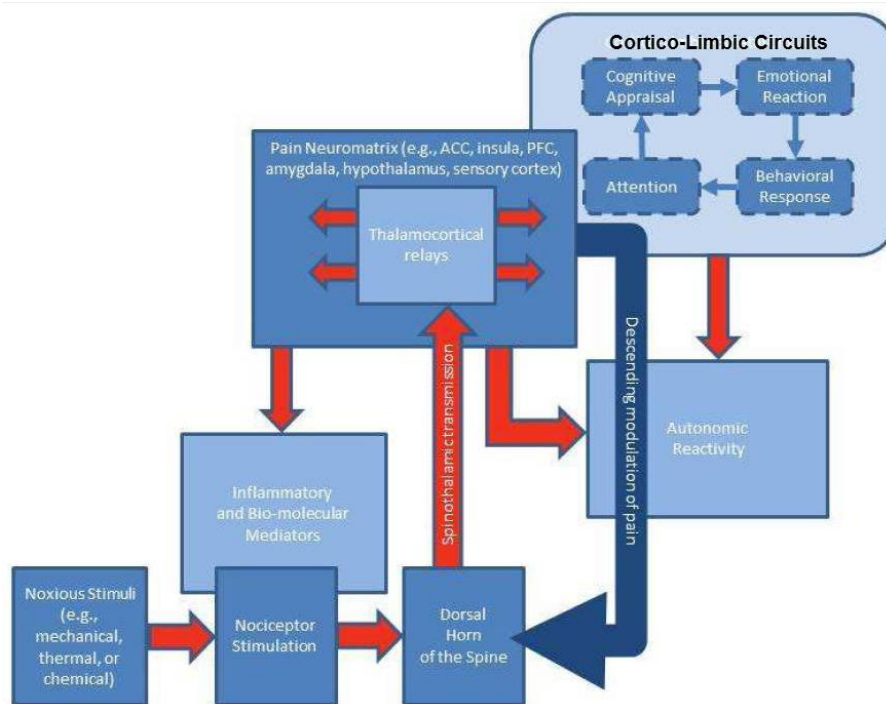 Cortico-Limbic Circuits
Cognitive
Appraisal
Emotional
Reaction
Attention
Behavioral
Response
Pain Neuromatrix (e.g., ACC, insula, PFC,
amygdala, hypothalamus, sensory cortex)
Thalamocortical
relays
Spinothalamic transmission
Descending modulation of pain
Autonomic
Reactivity
Inflammatory
and Bio-molecular
Mediators
Noxious Stimuli
(e.g.,
mechanical,
thermal, or
chemical)
Nociceptor
Stimulation
Dorsal
Horn
of the Spine